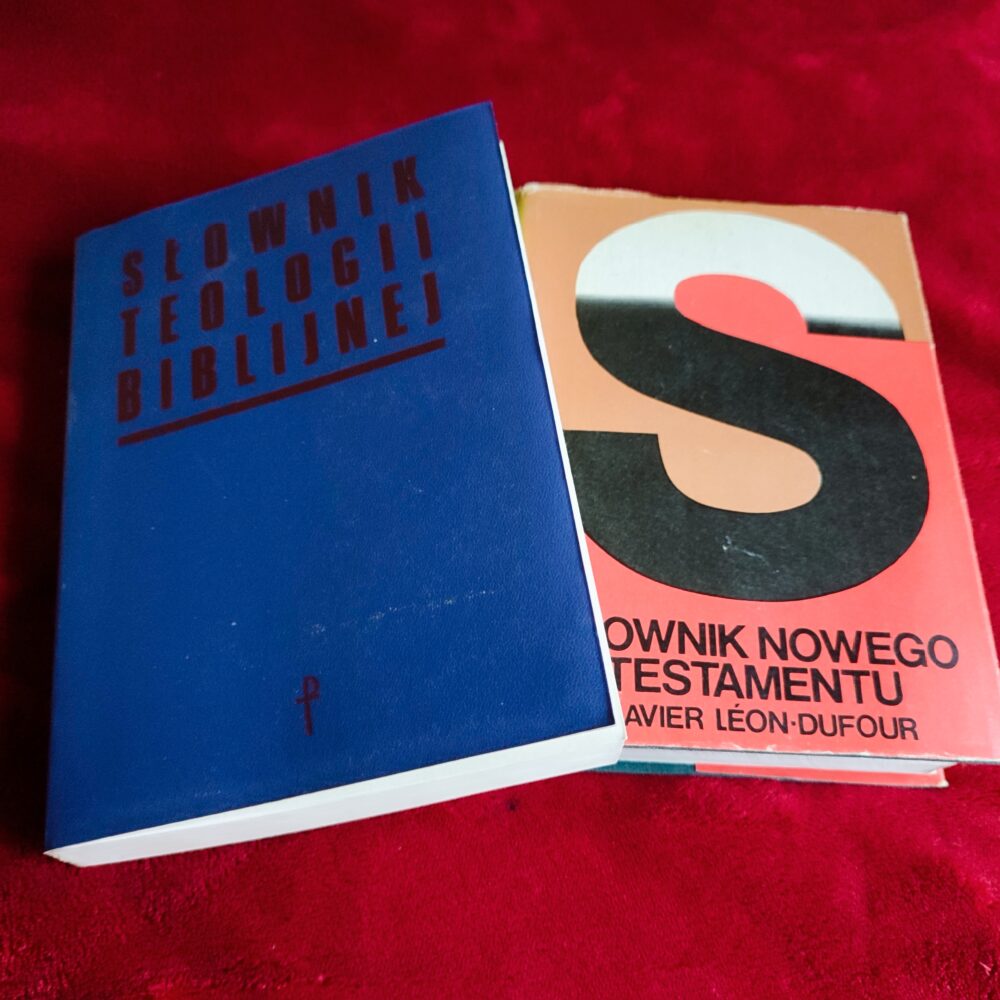 SŁOWNIK
TEOLOGII
BIBLIJNEJ
S
OWNIK NOWEGO
TESTAMENTU
AVIER LÉON-DUFOUR